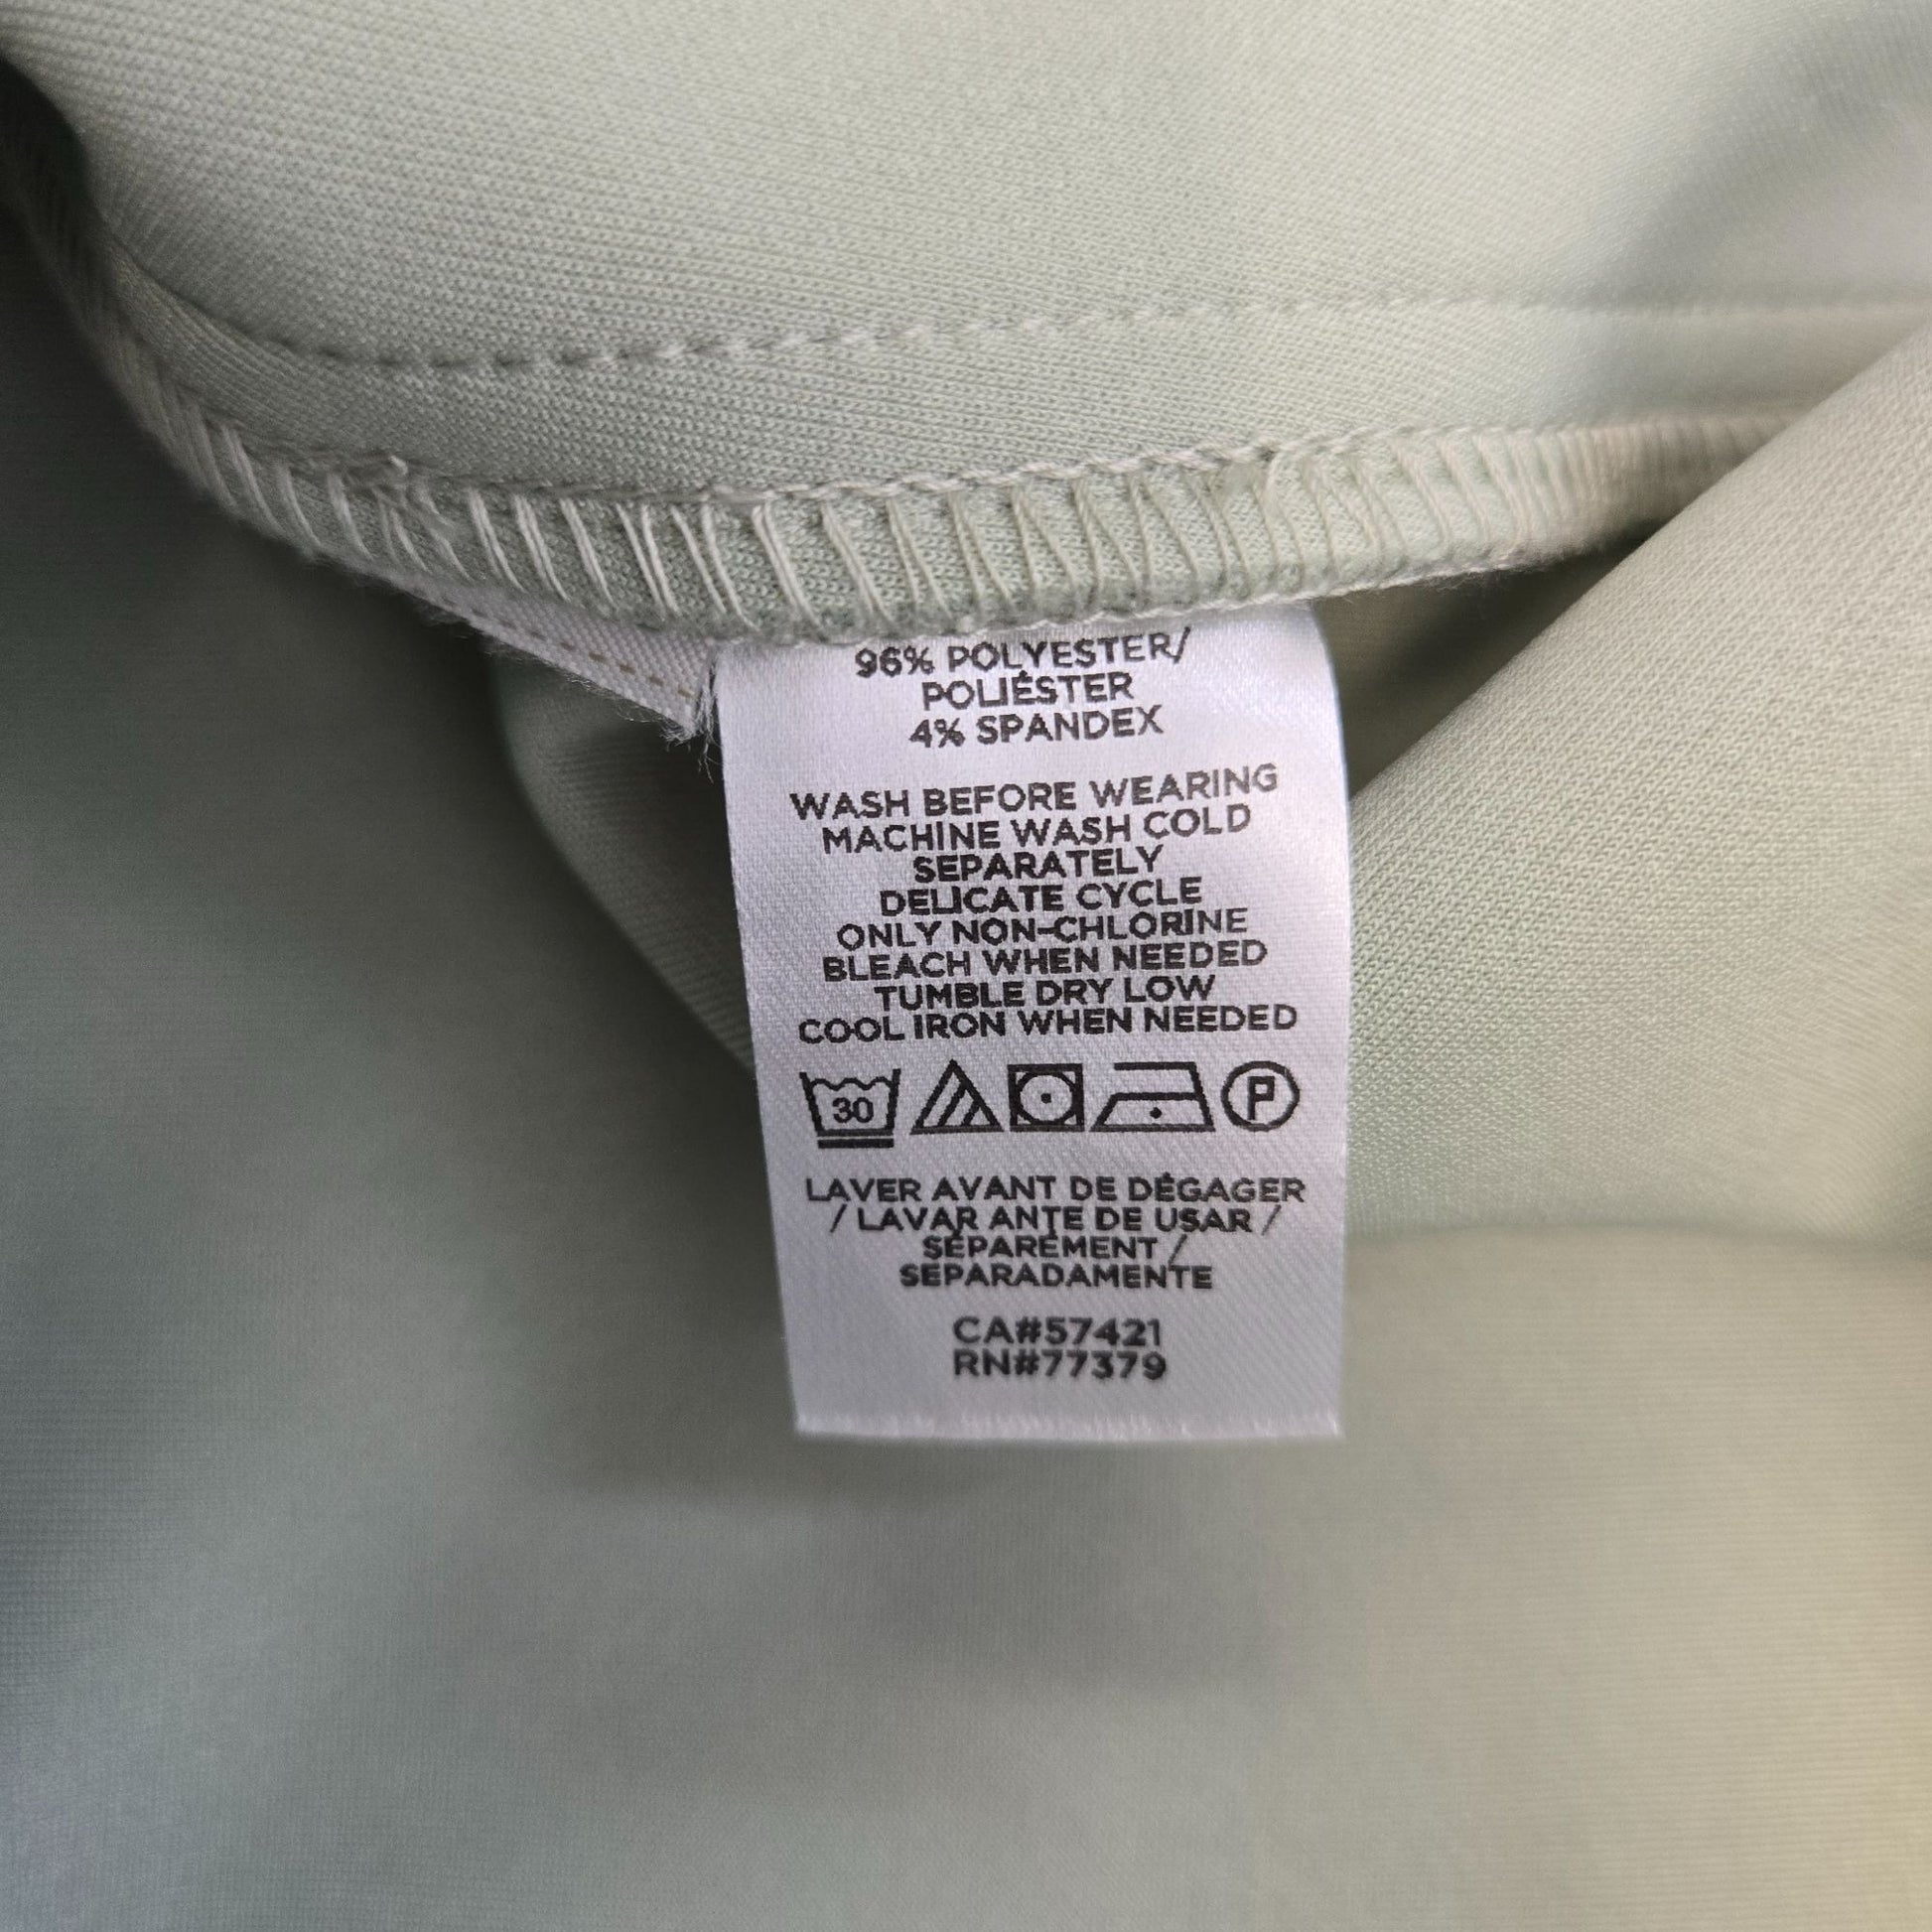 96% POLYESTER/
POLIÉSTER
4% SPANDEX
WASH BEFORE WEARING
MACHINE WASH COLD
SEPARATELY
DELICATE CYCLE
ONLY NON-CHLORINE
BLEACH WHEN NEEDED
TUMBLE DRY LOW
COOL IRON WHEN NEEDED
30 P
LAVER AVANT DE DÉGAGER
/ LAVAR ANTE DE USAR /
SÉPARÉMENT /
SEPARADAMENTE
CA#57421
RN#77379